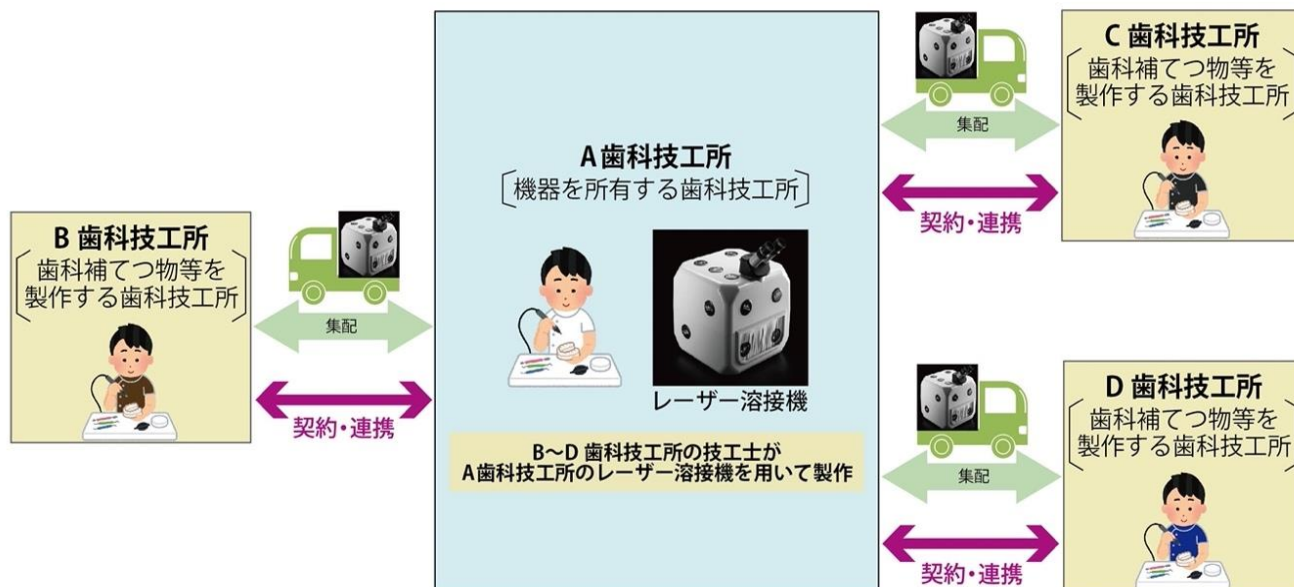 B 歯科技工所
歯科補てつ物等を
製作する歯科技工所
集配
契約・連携
A歯科技工所
機器を所有する歯科技工所
レーザー溶接機
B～D 歯科技工所の技工士が
A歯科技工所のレーザー溶接機を用いて製作
集配
契約・連携
C 歯科技工所
歯科補てつ物等を
製作する歯科技工所
集配
契約・連携
D 歯科技工所
歯科補てつ物等を
製作する歯科技工所